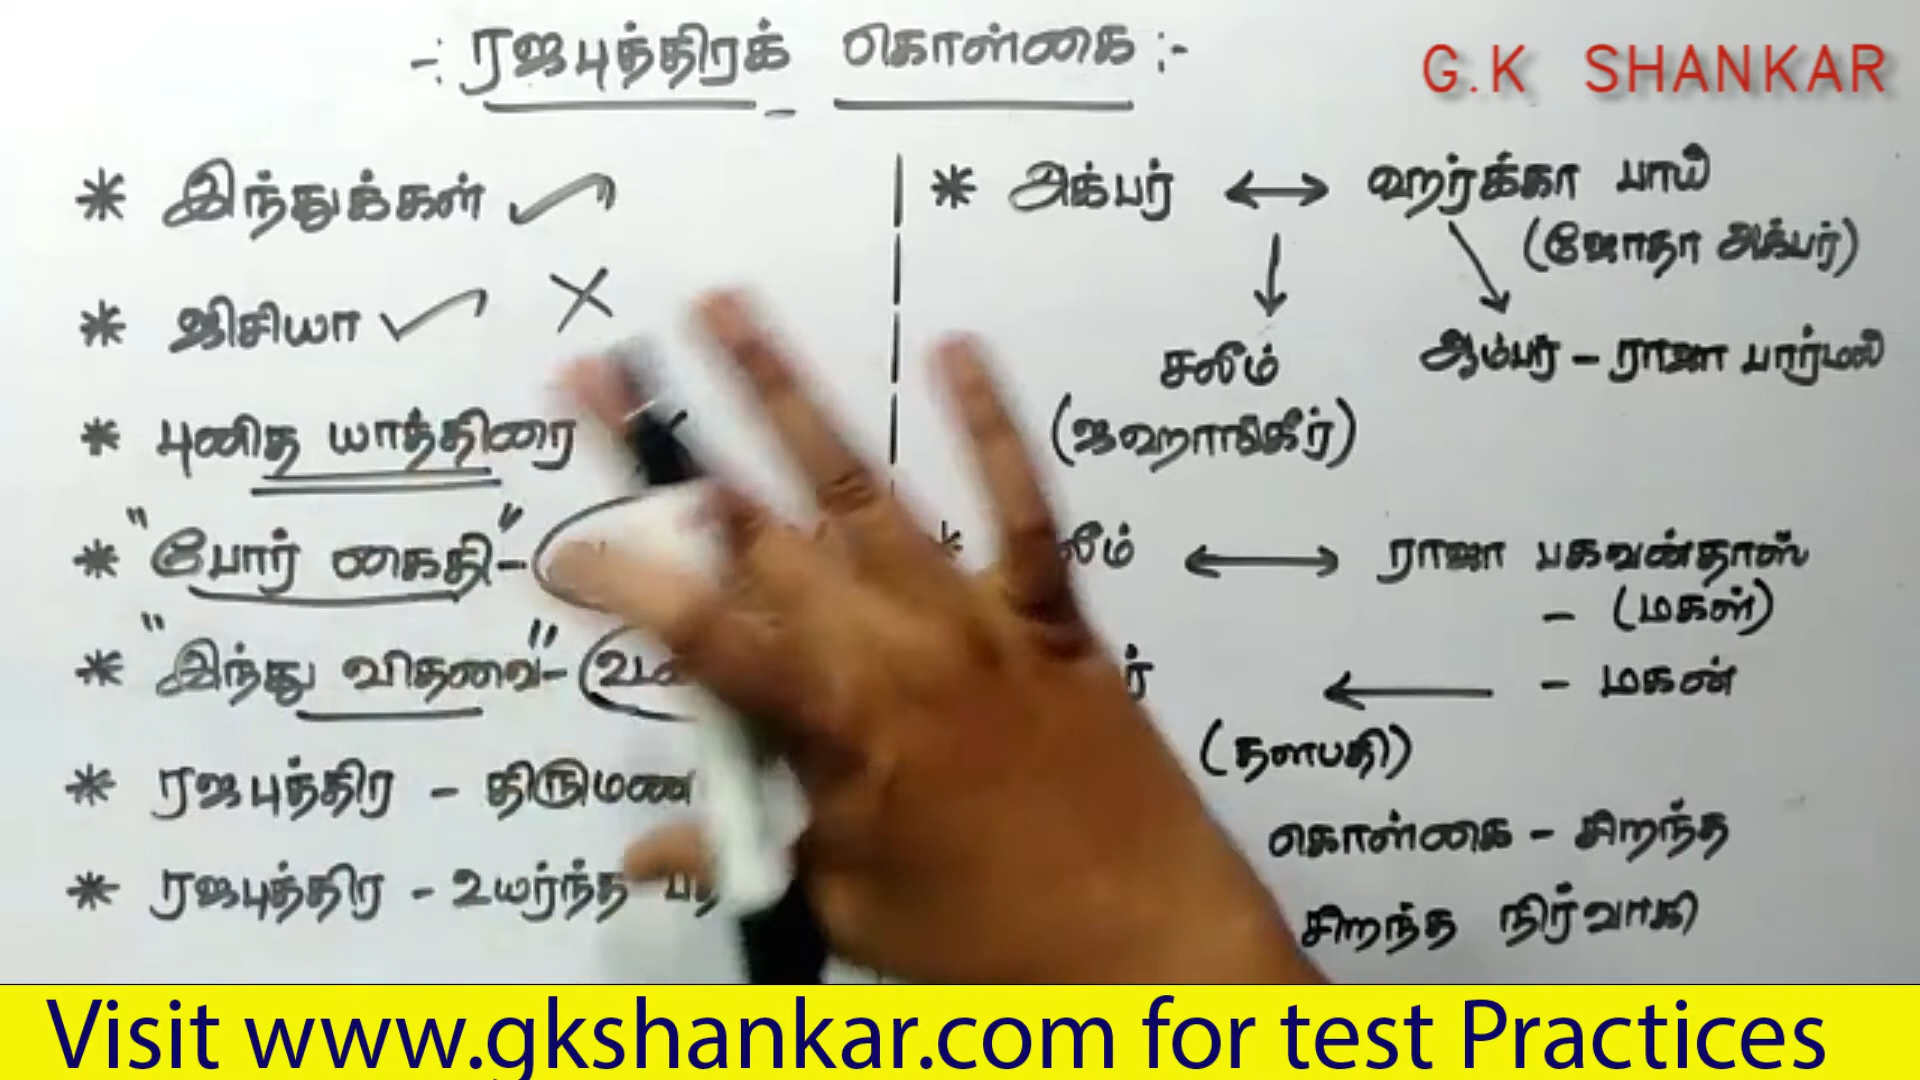 -: ரஜபுத்திரக் கொள்கை :-
G.K SHANKAR
* இந்துக்கள் ✓
* ஜிசியா ✓ ✗
* புனித யாத்திரை
* "போர் கைதி" -
* "இந்து விதவை" -
* ரஜபுத்திர - திருமண
* ரஜபுத்திர - உயர்ந்த
* அக்பர் ↔ ஹர்க்கா பாய்
(ஜோதா அக்பர்)
சலீம்
ஆம்பர் - ராஜா பார்மல்
(ஜஹாங்கீர்)
↔ ராஜா பகவன்தாஸ்
- (மகள்)
← - மகன்
(தளபதி)
கொள்கை - சிறந்த
சிறந்த நிர்வாகி
Visit www.gkshankar.com for test Practices